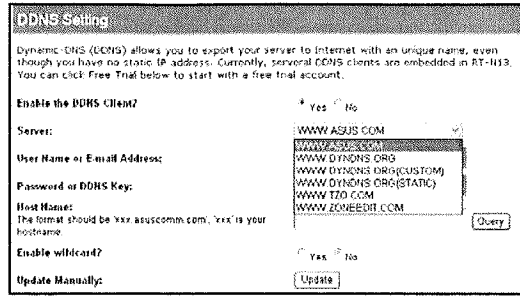 DDNS Setting
Dynamic-DNS (DDNS) allows you to export your server to Internet with an unique name, even
though you have no static IP address. Currently, serveral DDNS clients are embedded in RT-N13.
You can click Free Trial below to start with a free trial account.
Enable the DDNS Client? Yes No
Server: WWW.ASUS.COM
WWW.ASUS.COM
User Name or E-mail Address: WWW.DYNDNS.ORG
WWW.DYNDNS.ORG(CUSTOM)
Password or DDNS Key: WWW.DYNDNS.ORG(STATIC)
WWW.TZO.COM
Host Name: WWW.ZONEEDIT.COM
The format should be 'xxx.asuscomm.com', 'xxx' is your Query
hostname.
Enable wildcard? Yes No
Update Manually: Update